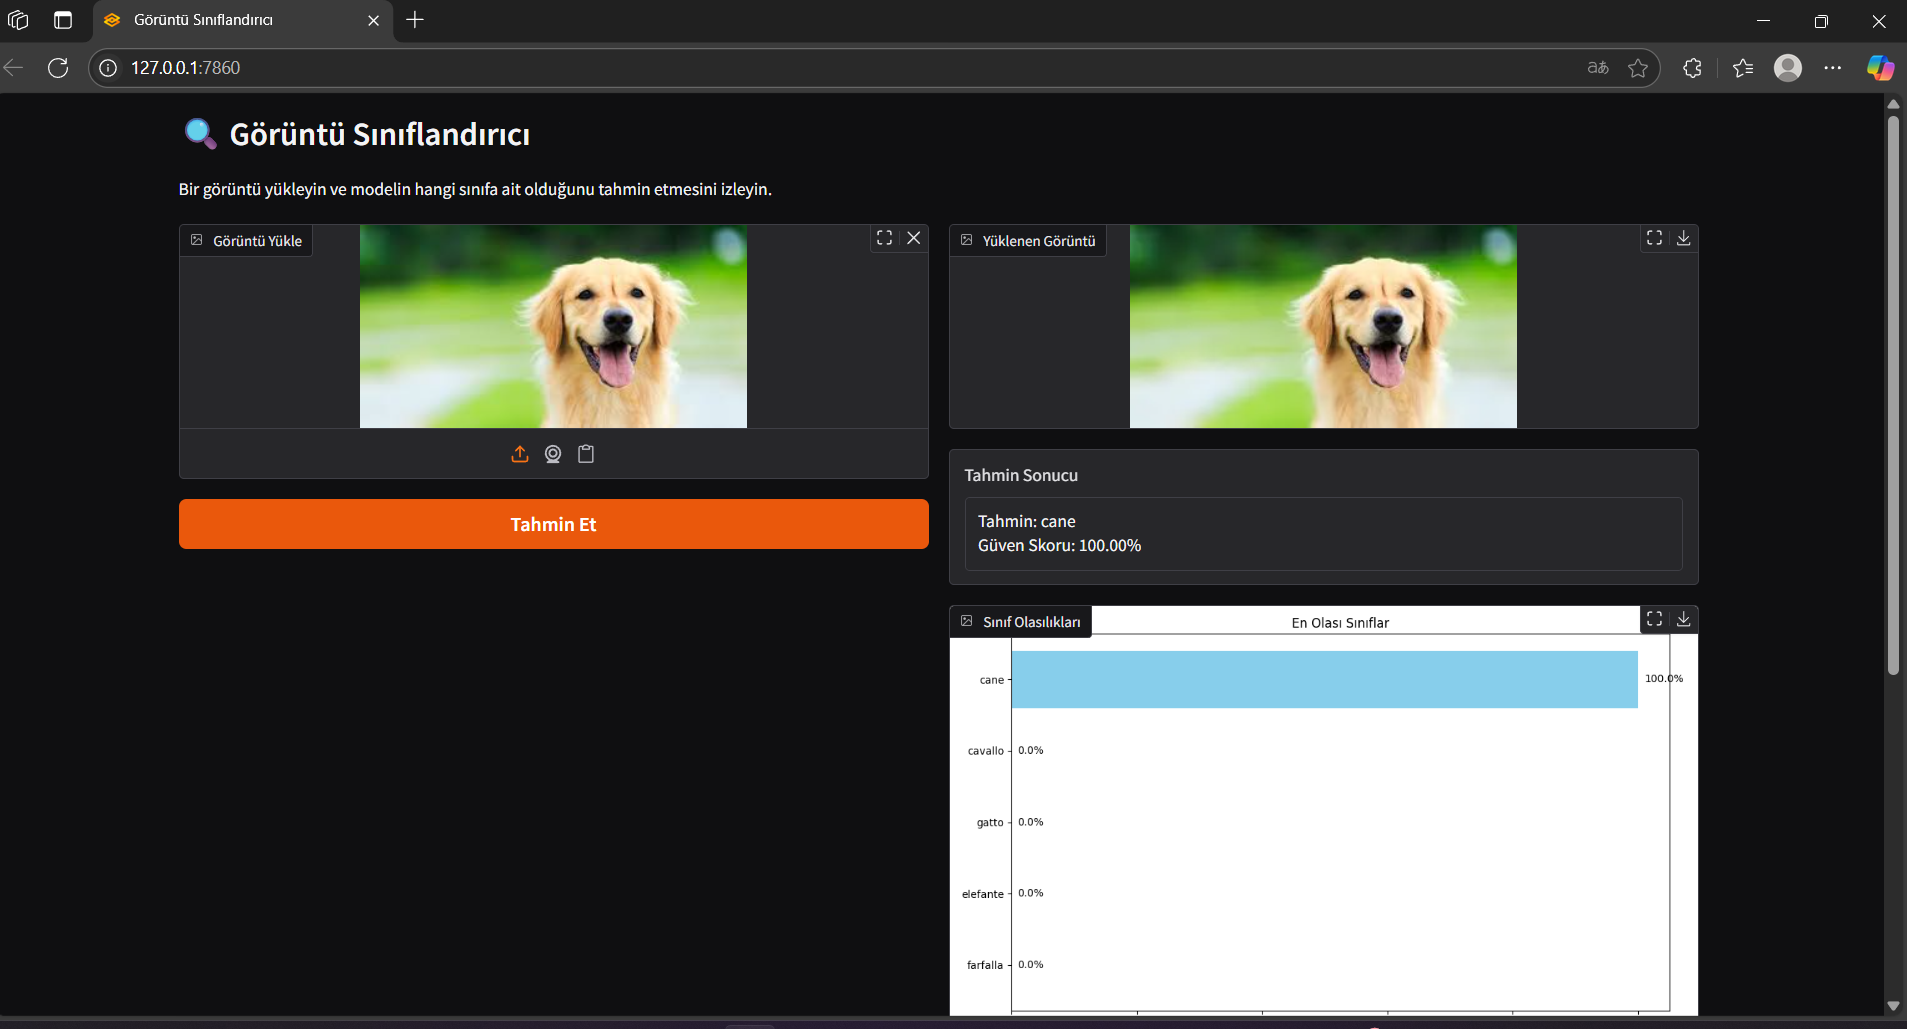 Görüntü Sınıflandırıcı
127.0.0.1:7860
aあ
Görüntü Sınıflandırıcı
Bir görüntü yükleyin ve modelin hangi sınıfa ait olduğunu tahmin etmesini izleyin.
Görüntü Yükle
Tahmin Et
Yüklenen Görüntü
Tahmin Sonucu
Tahmin: cane
Güven Skoru: 100.00%
Sınıf Olasılıkları
En Olası Sınıflar
cane 100.0%
cavallo 0.0%
gatto 0.0%
elefante 0.0%
farfalla 0.0%